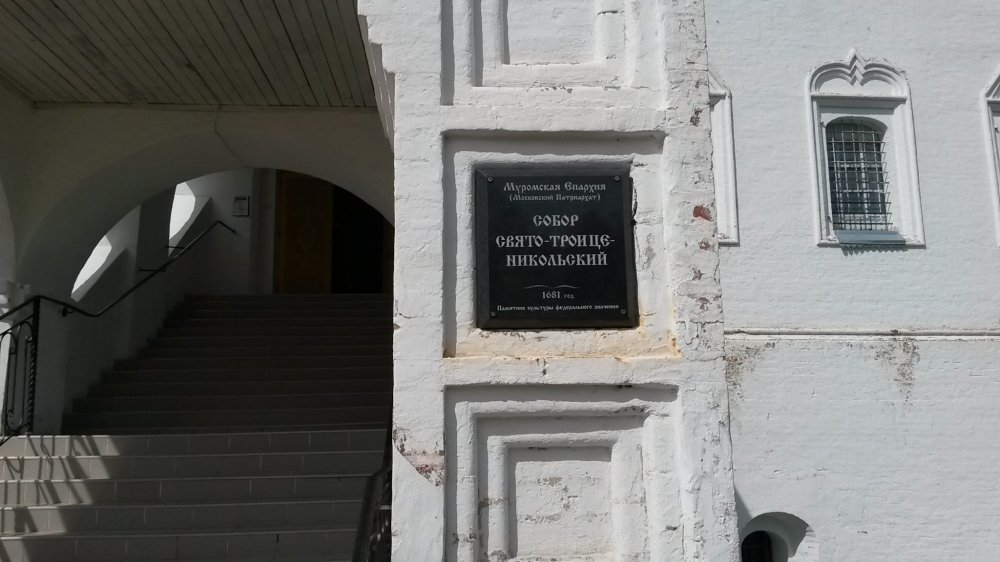 Муромская Епархия
(Московский Патриархат)
СОБОР
СВЯТО-ТРОИЦЕ-
НИКОЛЬСКИЙ
1681 год
Памятник культуры федерального значения